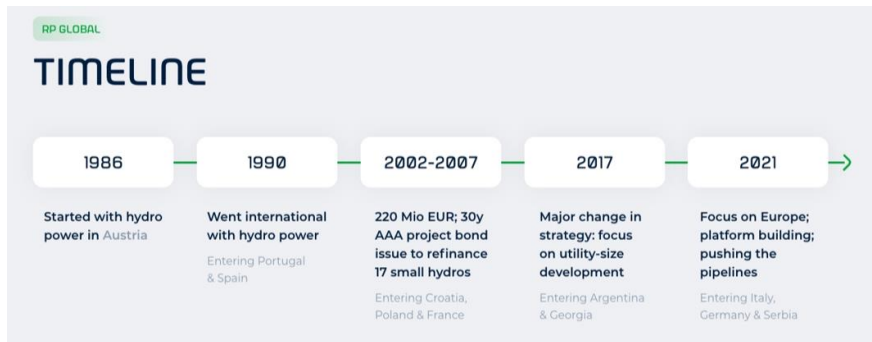 RP GLOBAL
TIMELINE
1986
Started with hydro
power in Austria
1990
Went international
with hydro power
Entering Portugal
& Spain
2002-2007
220 Mio EUR; 30y
AAA project bond
issue to refinance
17 small hydros
Entering Croatia,
Poland & France
2017
Major change in
strategy: focus
on utility-size
development
Entering Argentina
& Georgia
2021
Focus on Europe;
platform building;
pushing the
pipelines
Entering Italy,
Germany & Serbia